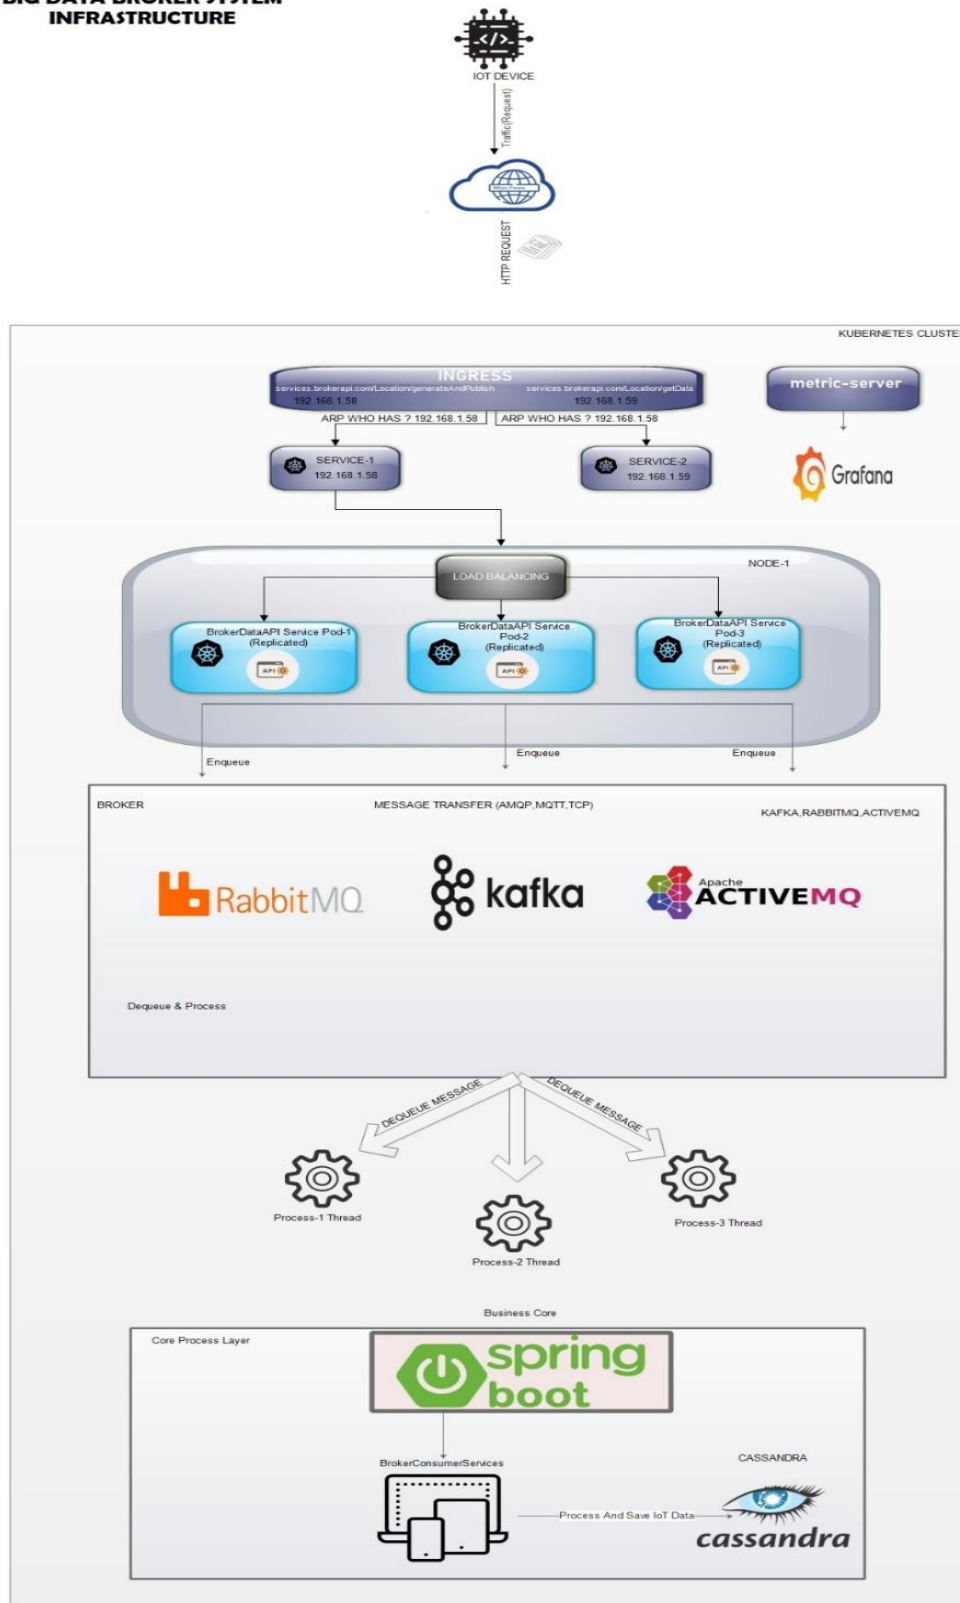 BIG DATA BROKER SYSTEM
INFRASTRUCTURE
</>
IOT DEVICE
Traffic(Request)
HTTP REQUEST
KUBERNETES CLUSTER
INGRESS
services.brokerapi.com/Location/generateAndPublish services.brokerapi.com/Location/getData
192.168.1.58 192.168.1.59
metric-server
ARP WHO HAS ? 192.168.1.58 ARP WHO HAS ? 192.168.1.58
SERVICE-1
192.168.1.58
SERVICE-2
192.168.1.59
Grafana
NODE-1
LOAD BALANCING
BrokerDataAPI Service Pod-1
(Replicated)
API
BrokerDataAPI Service
Pod-2
(Replicated)
API
BrokerDataAPI Service
Pod-3
(Replicated)
API
Enqueue
Enqueue
Enqueue
BROKER
MESSAGE TRANSFER (AMQP,MQTT,TCP)
KAFKA,RABBITMQ,ACTIVEMQ
RabbitMQ
kafka
Apache
ACTIVEMQ
Dequeue & Process
DEQUEUE MESSAGE
DEQUEUE MESSAGE
Process-1 Thread
Process-2 Thread
Process-3 Thread
Business Core
Core Process Layer
spring
boot
BrokerConsumerServices
CASSANDRA
Process And Save IoT Data
cassandra